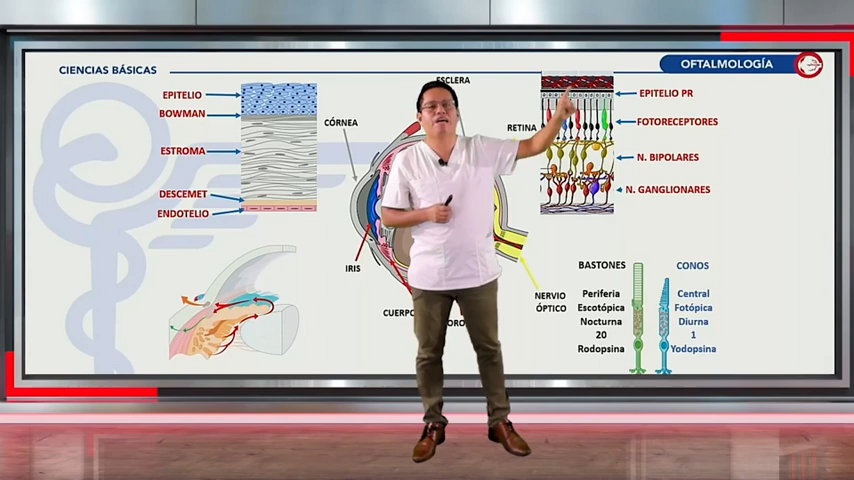 CIENCIAS BÁSICAS
OFTALMOLOGÍA
EPITELIO
BOWMAN
ESTROMA
DESCEMET
ENDOTELIO
CÓRNEA
ESCLERA
RETINA
IRIS
CUERPO
NERVIO
ÓPTICO
EPITELIO PR
FOTORECEPTORES
N. BIPOLARES
N. GANGLIONARES
BASTONES
Periferia
Escotópica
Nocturna
20
Rodopsina
CONOS
Central
Fotópica
Diurna
1
Yodopsina